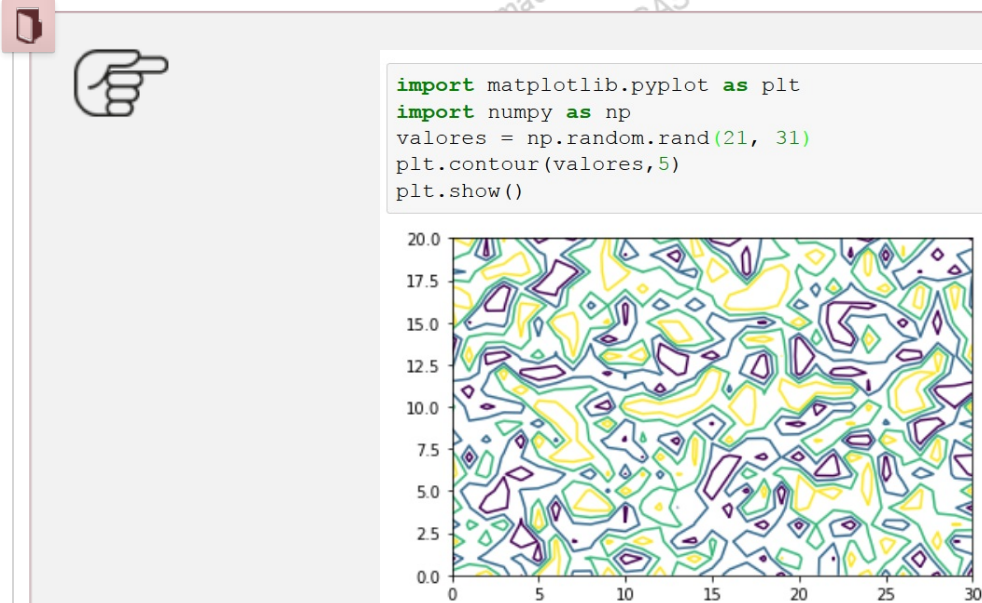 import matplotlib.pyplot as plt
import numpy as np
valores = np.random.rand(21, 31)
plt.contour(valores,5)
plt.show()
20.0
17.5
15.0
12.5
10.0
7.5
5.0
2.5
0.0
0 5 10 15 20 25 30